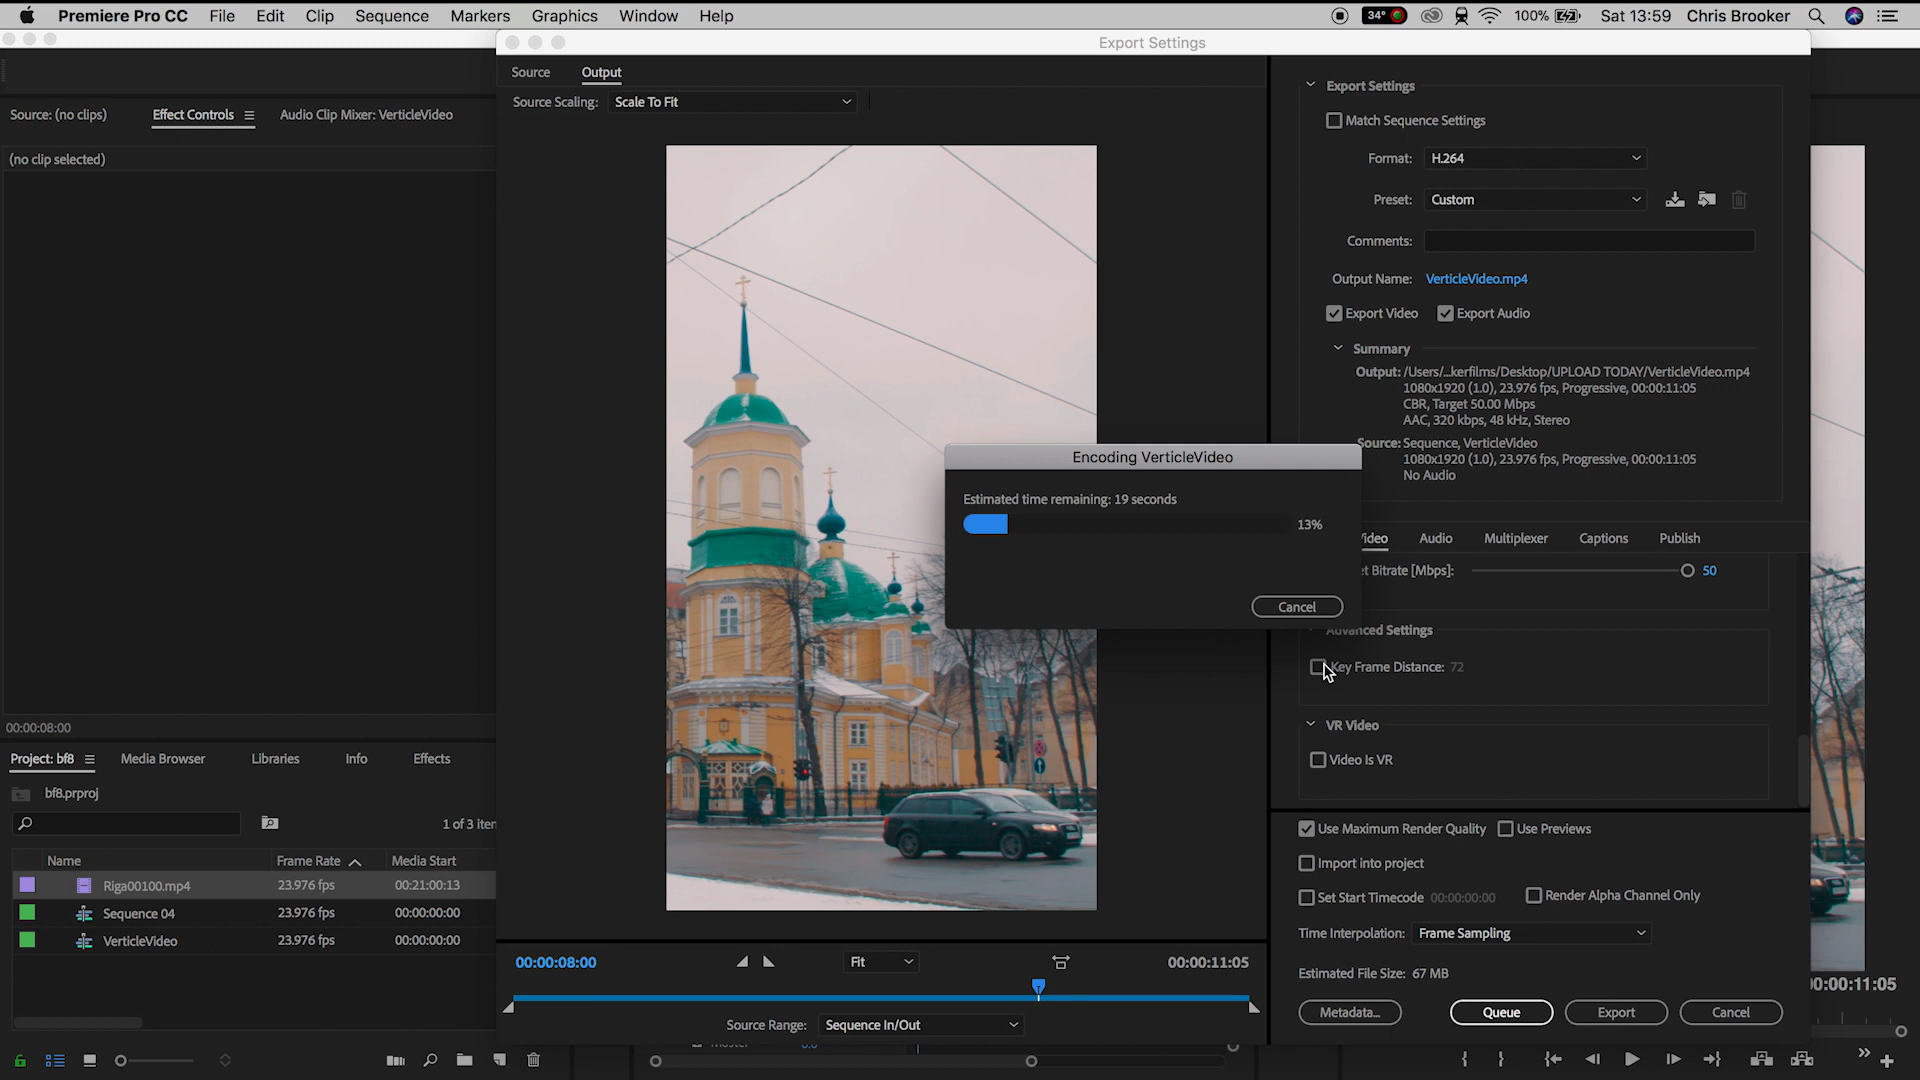 Premiere Pro CC File Edit Clip Sequence Markers Graphics Window Help 34° 100% Sat 13:59 Chris Brooker
Export Settings
Source: (no clips) Effect Controls Audio Clip Mixer: VerticleVideo
(no clip selected)
00:00:08:00
Project: bf8 Media Browser Libraries Info Effects
bf8.prproj
1 of 3 iten
Name Frame Rate Media Start
Riga00100.mp4 23.976 fps 00:21:00:13
Sequence 04 23.976 fps 00:00:00:00
VerticleVideo 23.976 fps 00:00:00:00
Source Output
Source Scaling: Scale To Fit
00:00:08:00 Fit 00:00:11:05
Source Range: Sequence In/Out
Encoding VerticleVideo
Estimated time remaining: 19 seconds
13%
Cancel
Export Settings
Match Sequence Settings
Format: H.264
Preset: Custom
Comments:
Output Name: VerticleVideo.mp4
Export Video Export Audio
Summary
Output: /Users/...kerfilms/Desktop/UPLOAD TODAY/VerticleVideo.mp4
1080x1920 (1.0), 23.976 fps, Progressive, 00:00:11:05
CBR, Target 50.00 Mbps
AAC, 320 kbps, 48 kHz, Stereo
Source: Sequence, VerticleVideo
1080x1920 (1.0), 23.976 fps, Progressive, 00:00:11:05
No Audio
Video Audio Multiplexer Captions Publish
et Bitrate [Mbps]: 50
Advanced Settings
Key Frame Distance: 72
VR Video
Video Is VR
Use Maximum Render Quality Use Previews
Import into project
Set Start Timecode 00:00:00:00 Render Alpha Channel Only
Time Interpolation: Frame Sampling
Estimated File Size: 67 MB
Metadata... Queue Export Cancel
00:00:11:05